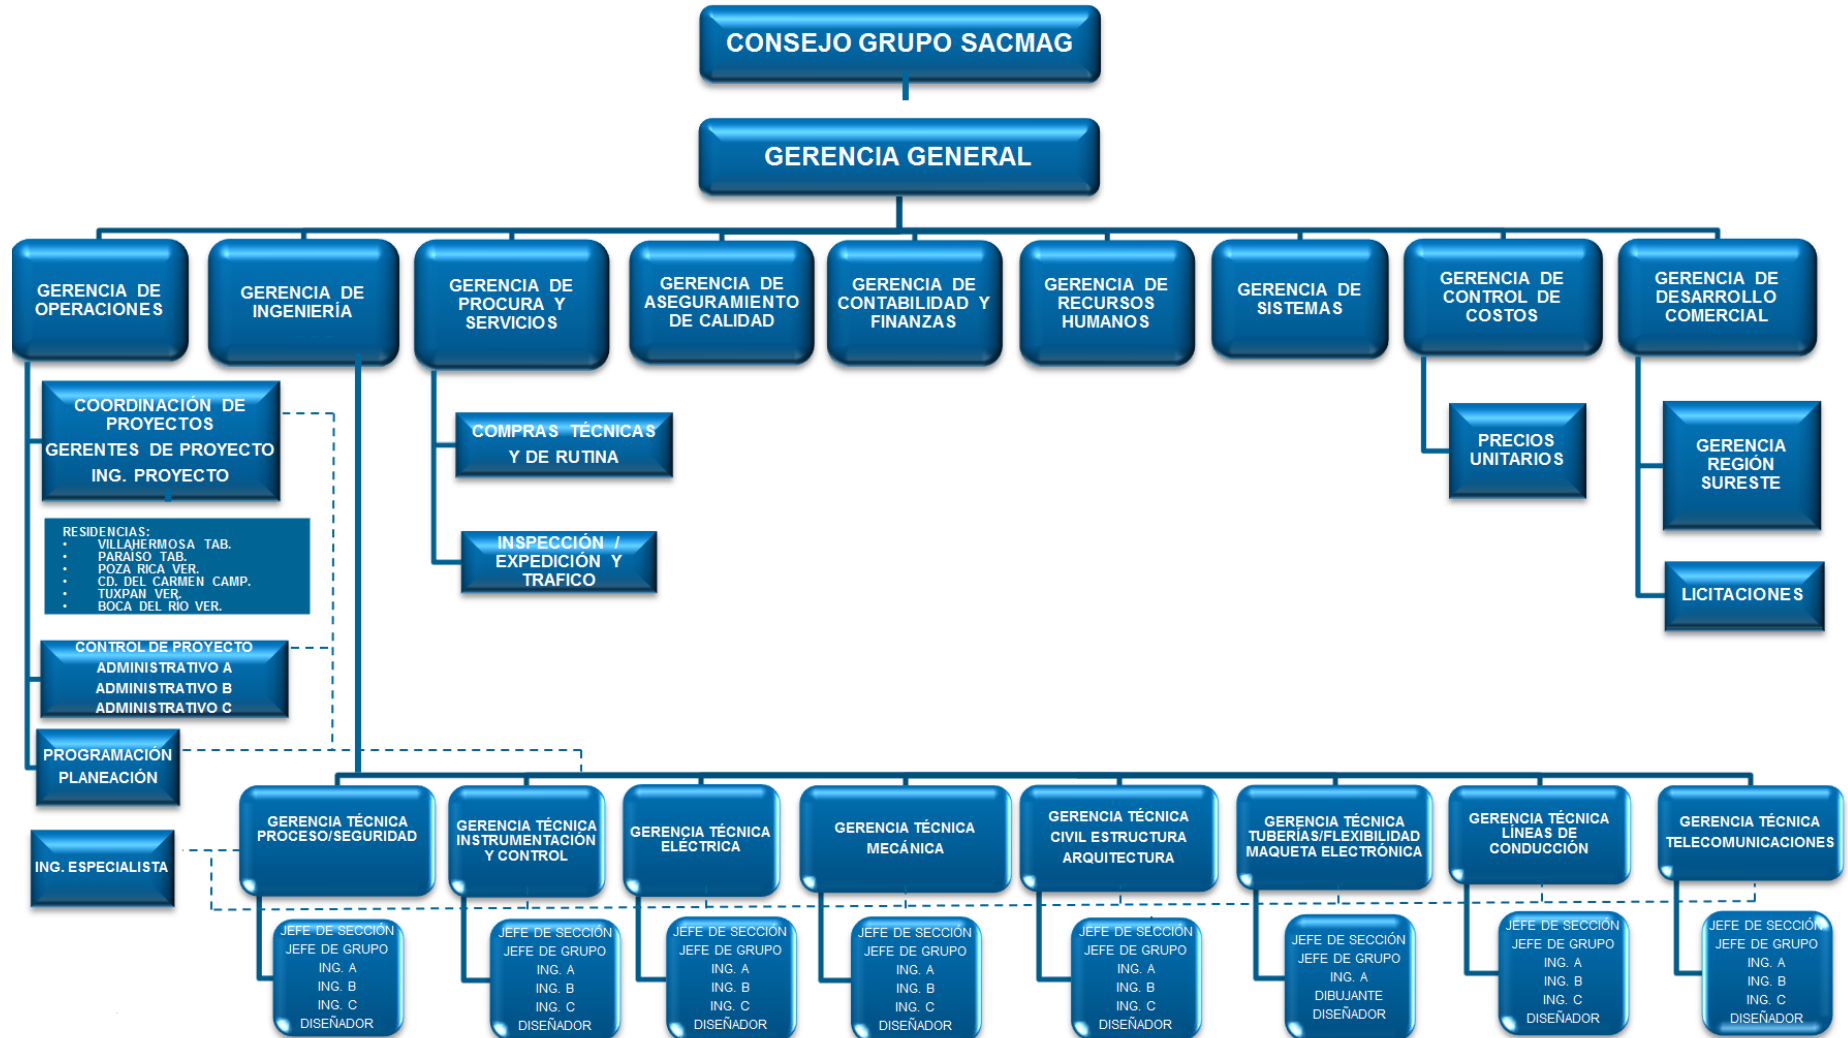 CONSEJO GRUPO SACMAG
GERENCIA GENERAL
GERENCIA DE
OPERACIONES
GERENCIA DE
INGENIERÍA
GERENCIA DE
PROCURA Y
SERVICIOS
GERENCIA DE
ASEGURAMIENTO
DE CALIDAD
GERENCIA DE
CONTABILIDAD Y
FINANZAS
GERENCIA DE
RECURSOS
HUMANOS
GERENCIA DE
SISTEMAS
GERENCIA DE
CONTROL DE
COSTOS
GERENCIA DE
DESARROLLO
COMERCIAL
COORDINACIÓN DE
PROYECTOS
GERENTES DE PROYECTO
ING. PROYECTO
RESIDENCIAS:
• VILLAHERMOSA TAB.
• PARAÍSO TAB.
• POZA RICA VER.
• CD. DEL CARMEN CAMP.
• TUXPAN VER.
• BOCA DEL RÍO VER.
CONTROL DE PROYECTO
ADMINISTRATIVO A
ADMINISTRATIVO B
ADMINISTRATIVO C
PROGRAMACIÓN
PLANEACIÓN
ING. ESPECIALISTA
COMPRAS TÉCNICAS
Y DE RUTINA
INSPECCIÓN /
EXPEDICIÓN Y
TRAFICO
PRECIOS
UNITARIOS
GERENCIA
REGIÓN
SURESTE
LICITACIONES
GERENCIA TÉCNICA
PROCESO/SEGURIDAD
GERENCIA TÉCNICA
INSTRUMENTACIÓN
Y CONTROL
GERENCIA TÉCNICA
ELÉCTRICA
GERENCIA TÉCNICA
MECÁNICA
GERENCIA TÉCNICA
CIVIL ESTRUCTURA
ARQUITECTURA
GERENCIA TÉCNICA
TUBERÍAS/FLEXIBILIDAD
MAQUETA ELECTRÓNICA
GERENCIA TÉCNICA
LÍNEAS DE
CONDUCCIÓN
GERENCIA TÉCNICA
TELECOMUNICACIONES
JEFE DE SECCIÓN
JEFE DE GRUPO
ING. A
ING. B
ING. C
DISEÑADOR
JEFE DE SECCIÓN
JEFE DE GRUPO
ING. A
ING. B
ING. C
DISEÑADOR
JEFE DE SECCIÓN
JEFE DE GRUPO
ING. A
ING. B
ING. C
DISEÑADOR
JEFE DE SECCIÓN
JEFE DE GRUPO
ING. A
ING. B
ING. C
DISEÑADOR
JEFE DE SECCIÓN
JEFE DE GRUPO
ING. A
ING. B
ING. C
DISEÑADOR
JEFE DE SECCIÓN
JEFE DE GRUPO
ING. A
DIBUJANTE
DISEÑADOR
JEFE DE SECCIÓN
JEFE DE GRUPO
ING. A
ING. B
ING. C
DISEÑADOR
JEFE DE SECCIÓN
JEFE DE GRUPO
ING. A
ING. B
ING. C
DISEÑADOR